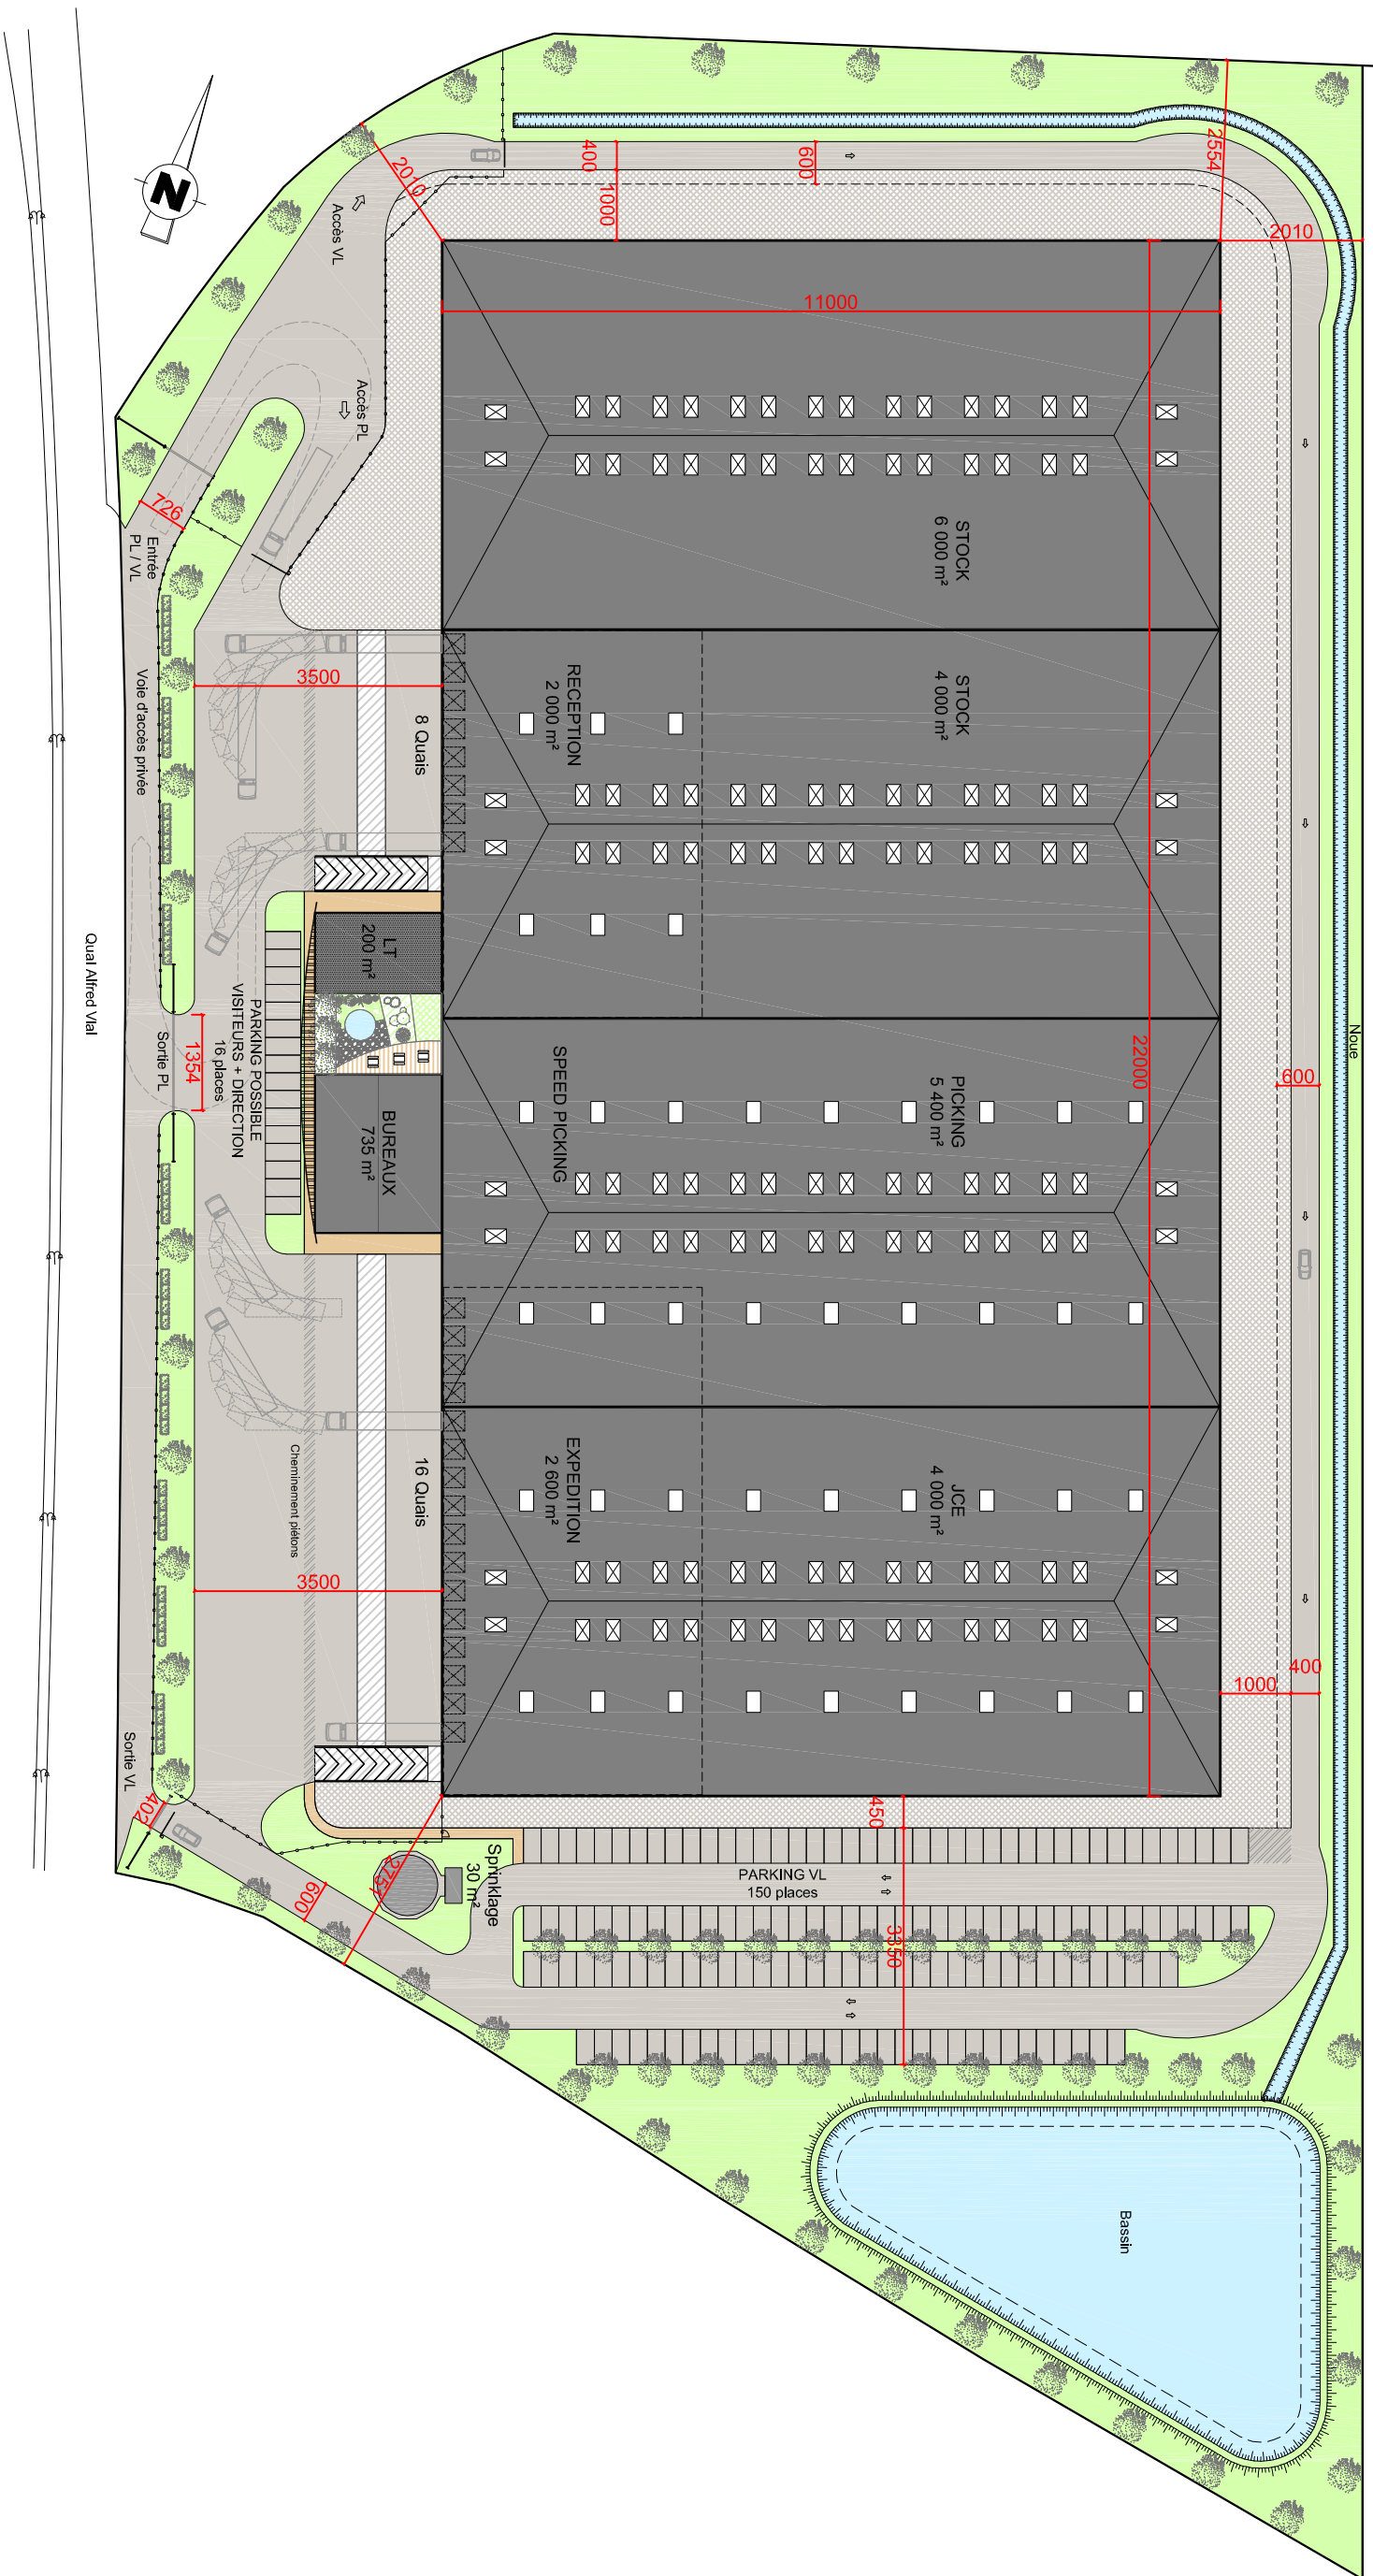 N
Accès VL
Accès PL
Entrée
PL / VL
Voie d'accès privée
Quai Alfred Vial
Sortie PL
Sortie VL
PARKING POSSIBLE
VISITEURS + DIRECTION
16 places
Cheminement piétons
8 Quais
16 Quais
LT
200 m²
BUREAUX
735 m²
STOCK
6 000 m²
STOCK
4 000 m²
RECEPTION
2 000 m²
PICKING
5 400 m²
SPEED PICKING
JCE
4 000 m²
EXPEDITION
2 600 m²
Noue
Sprinklage
30 m²
PARKING VL
150 places
Bassin
2010
400
1000
600
2554
2010
11000
726
3500
1354
22000
600
3500
1000
400
450
402
600
2757
3350